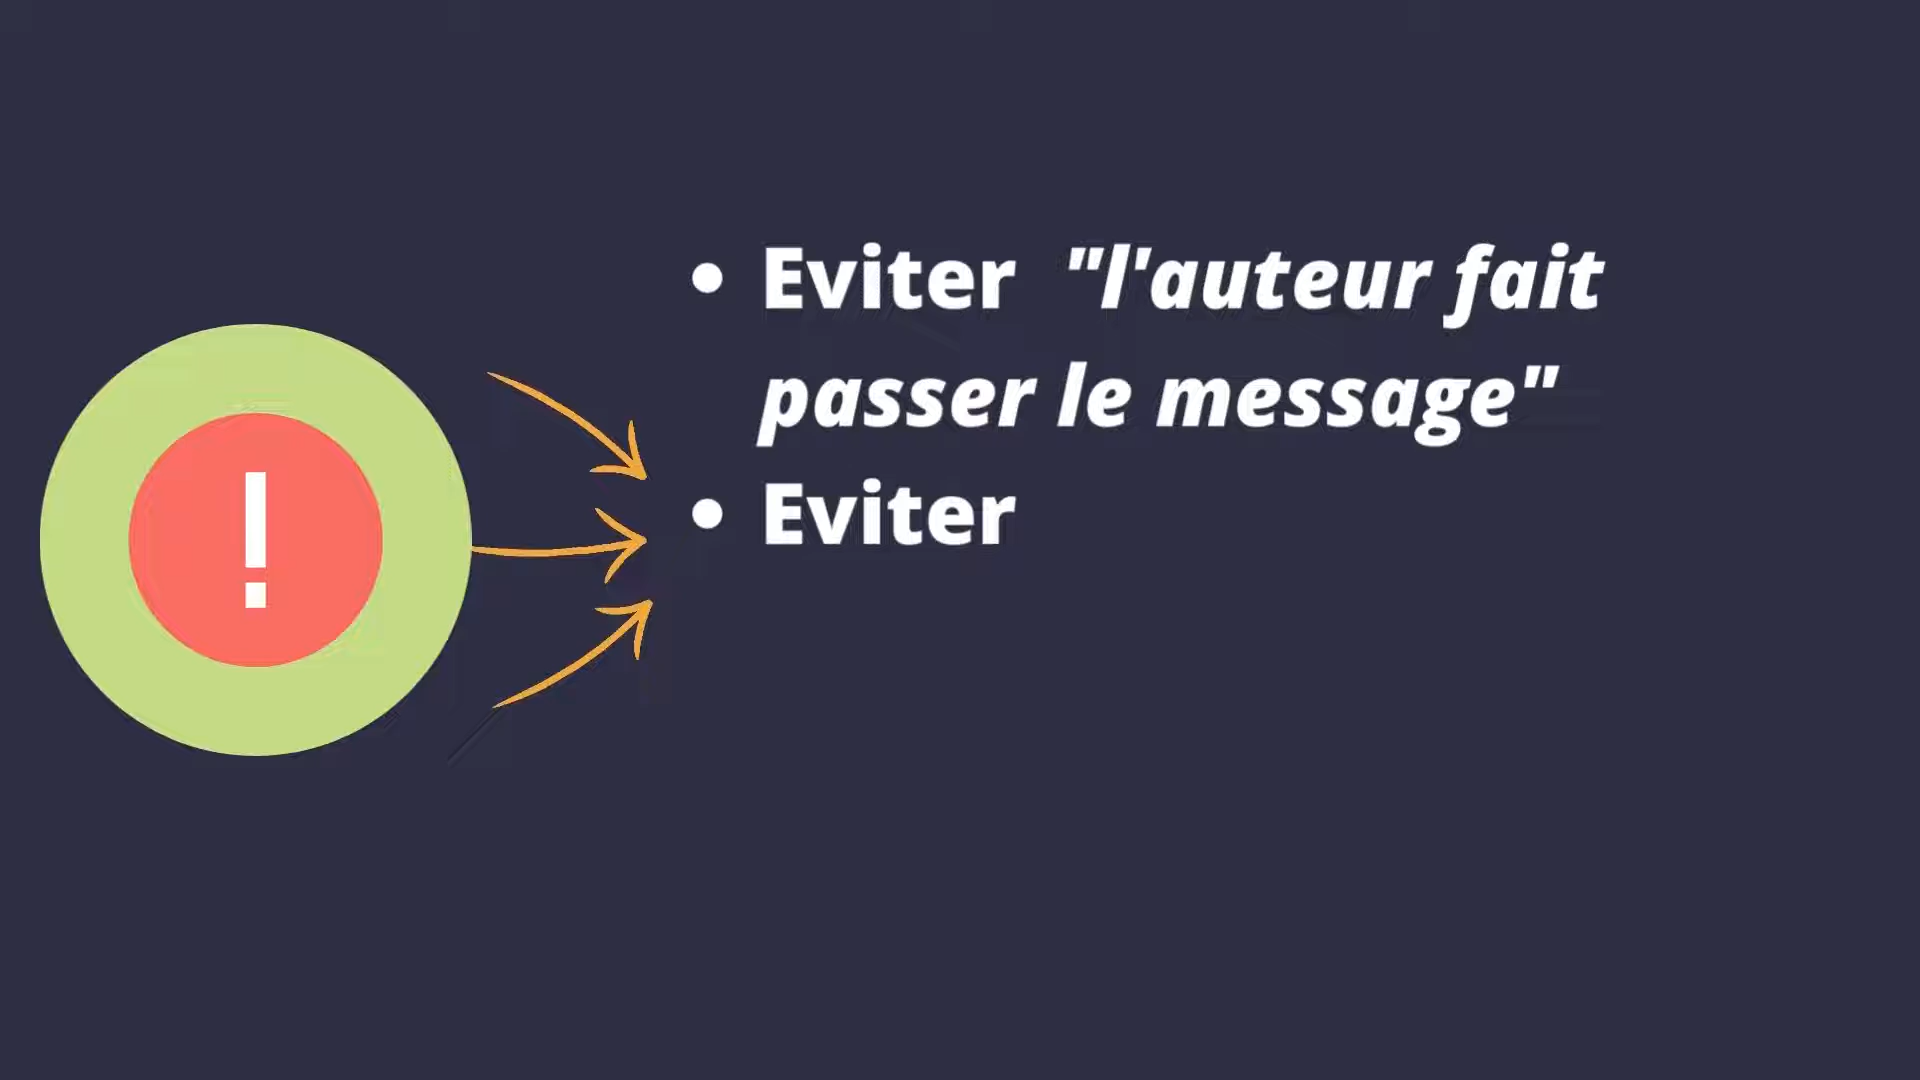 • Eviter "l'auteur fait
passer le message"
• Eviter
!